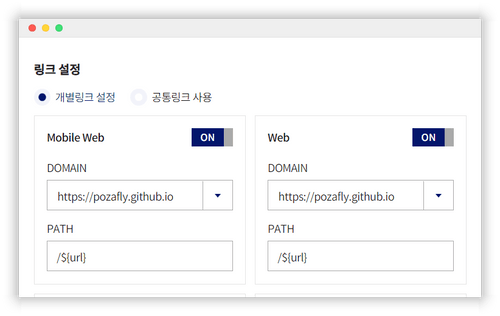 링크 설정
개별링크 설정 공통링크 사용
Mobile Web ON
DOMAIN
https://pozafly.github.io
PATH
/${url}
Web ON
DOMAIN
https://pozafly.github.io
PATH
/${url}